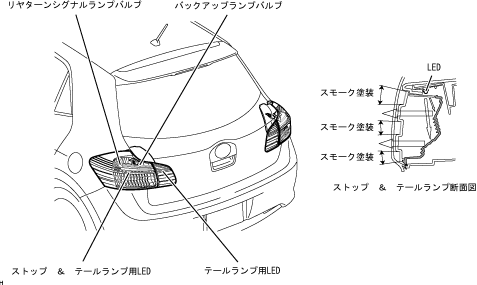 リヤターンシグナルランプバルブ
バックアップランプバルブ
LED
スモーク塗装
スモーク塗装
スモーク塗装
ストップ ＆ テールランプ断面図
ストップ ＆ テールランプ用LED
テールランプ用LED